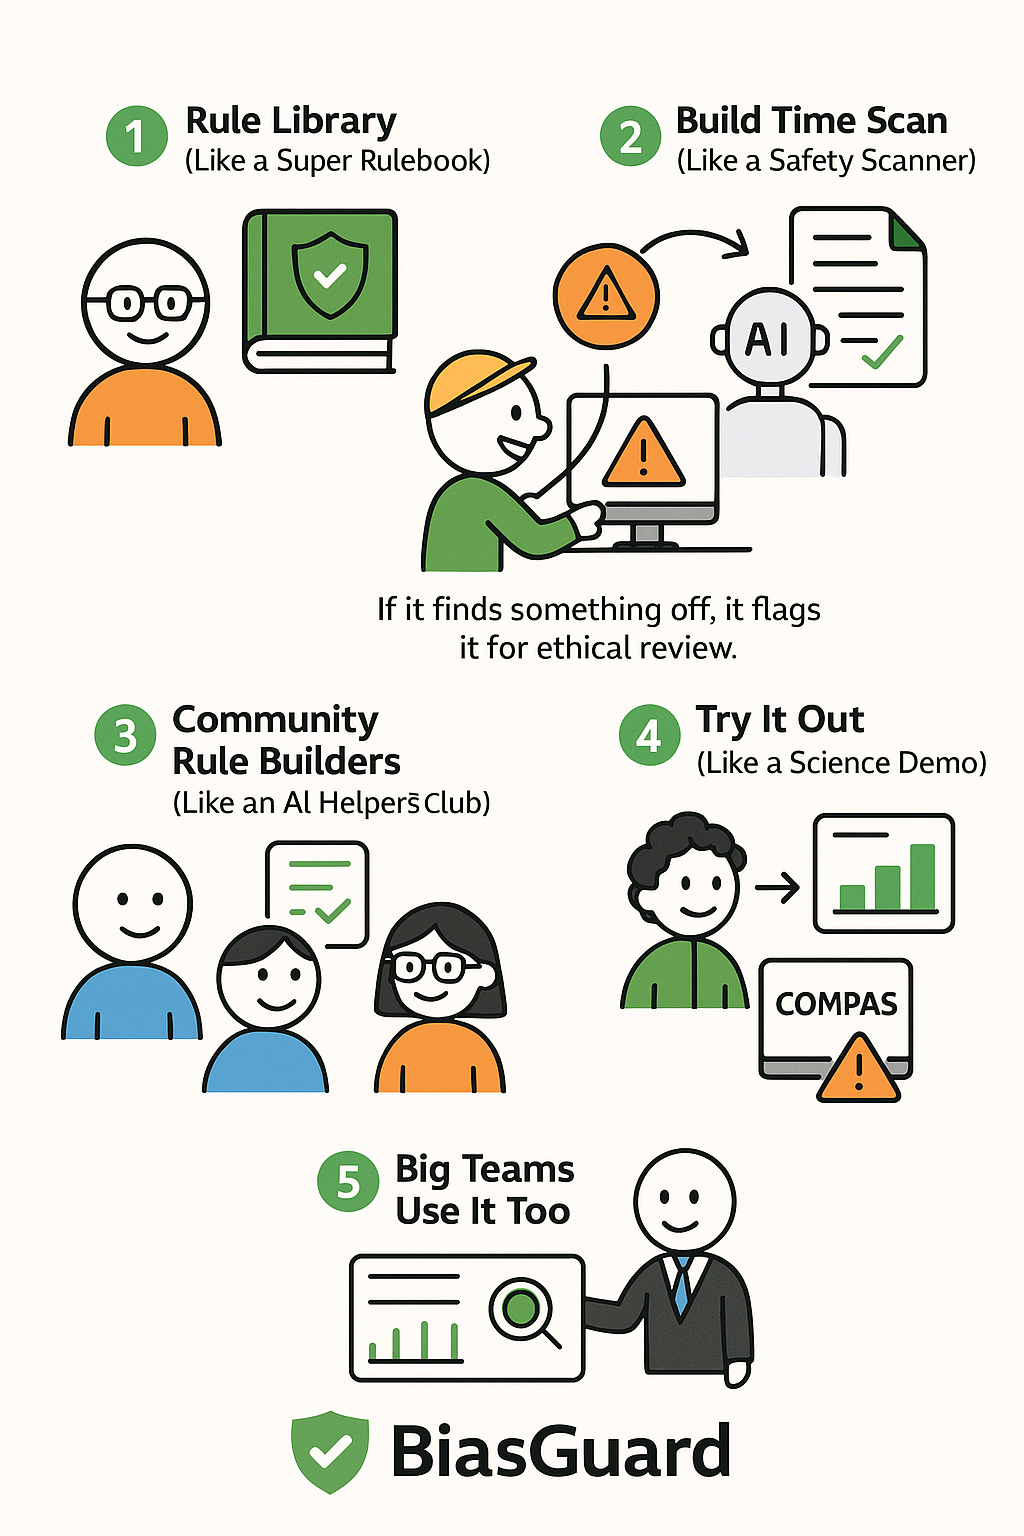 1 Rule Library
(Like a Super Rulebook)
2 Build Time Scan
(Like a Safety Scanner)
AI
If it finds something off, it flags
it for ethical review.
3 Community
Rule Builders
(Like an AI Helpers Club)
4 Try It Out
(Like a Science Demo)
COMPAS
5 Big Teams
Use It Too
BiasGuard